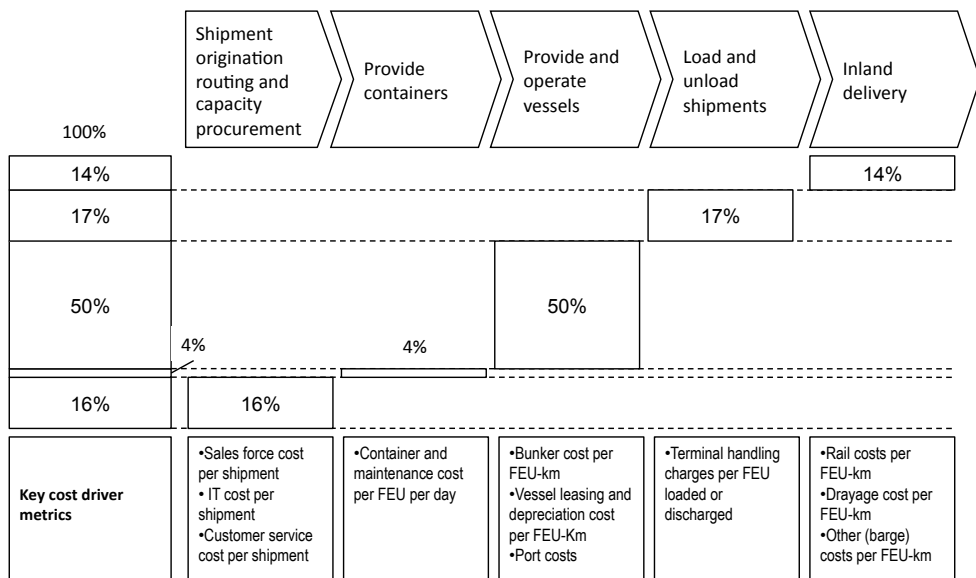 Shipment
origination
routing and
capacity
procurement
Provide
containers
Provide and
operate
vessels
Load and
unload
shipments
Inland
delivery
100%
14%
14%
17%
17%
50%
50%
4%
4%
16%
16%
Key cost driver
metrics
•Sales force cost
per shipment
• IT cost per
shipment
•Customer service
cost per shipment
•Container and
maintenance cost
per FEU per day
•Bunker cost per
FEU-km
•Vessel leasing and
depreciation cost
per FEU-Km
•Port costs
•Terminal handling
charges per FEU
loaded or
discharged
•Rail costs per
FEU-km
•Drayage cost per
FEU-km
•Other (barge)
costs per FEU-km